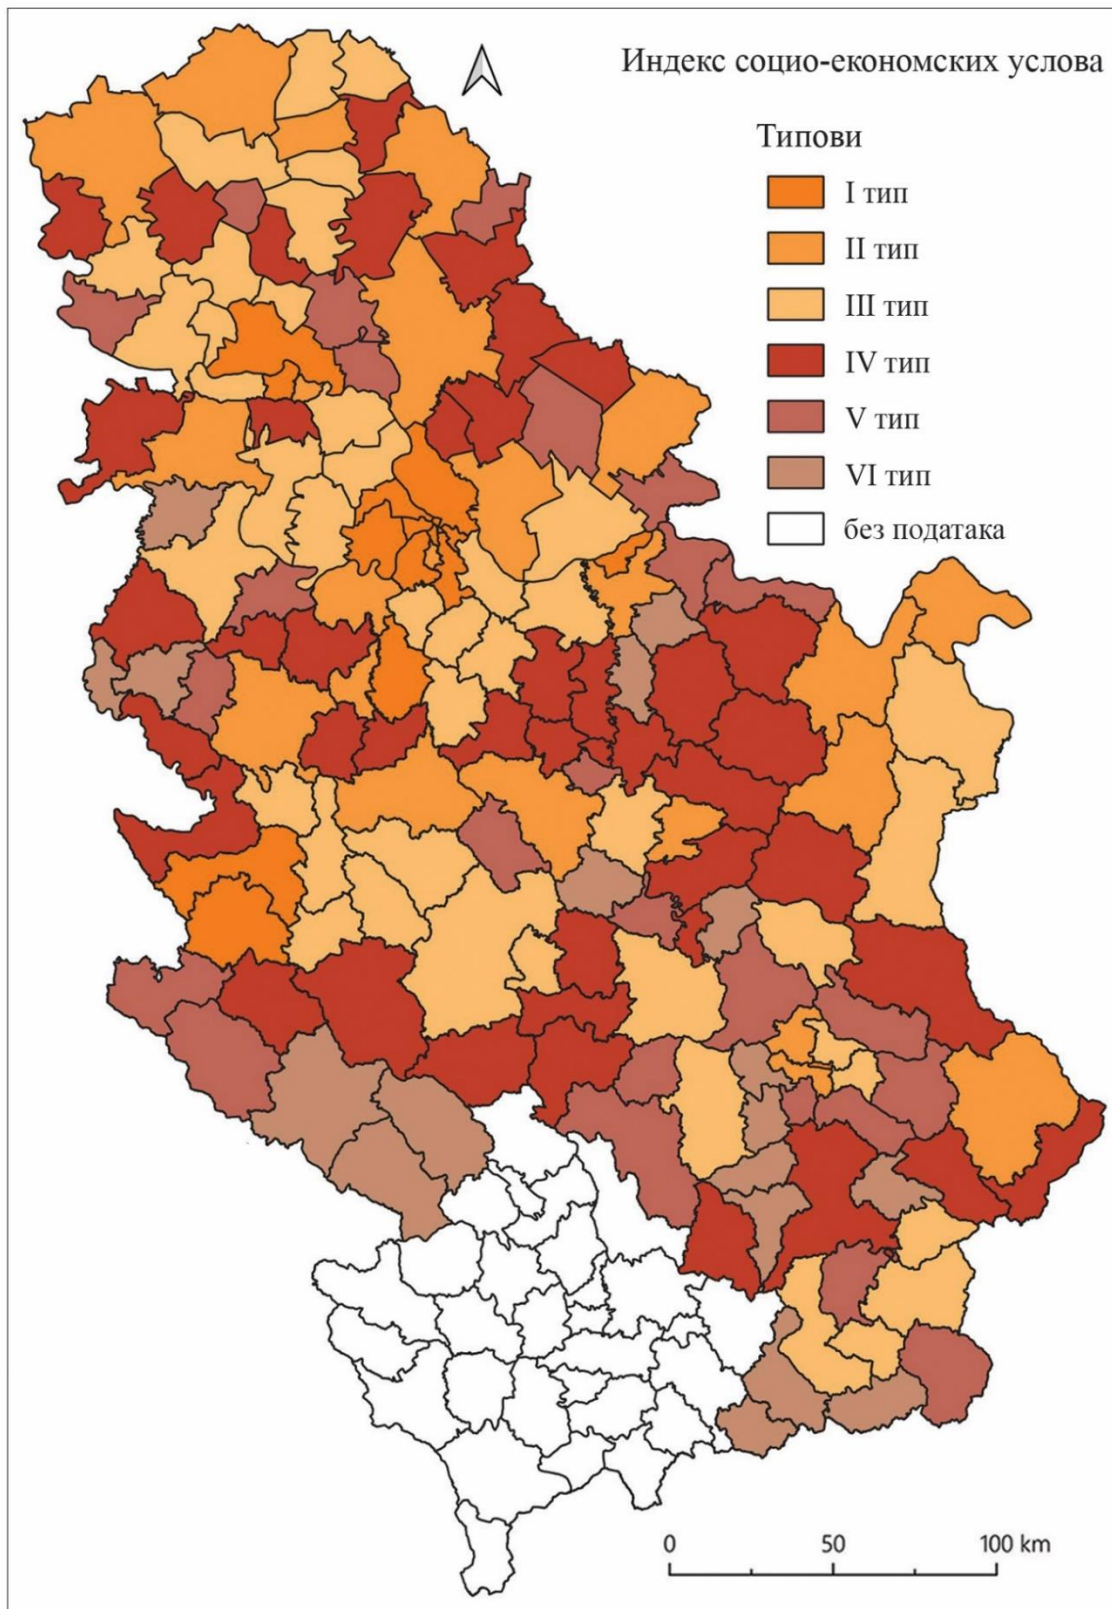 Индекс социо-економских услова
Типови
I тип
II тип
III тип
IV тип
V тип
VI тип
без података
0 50 100 km